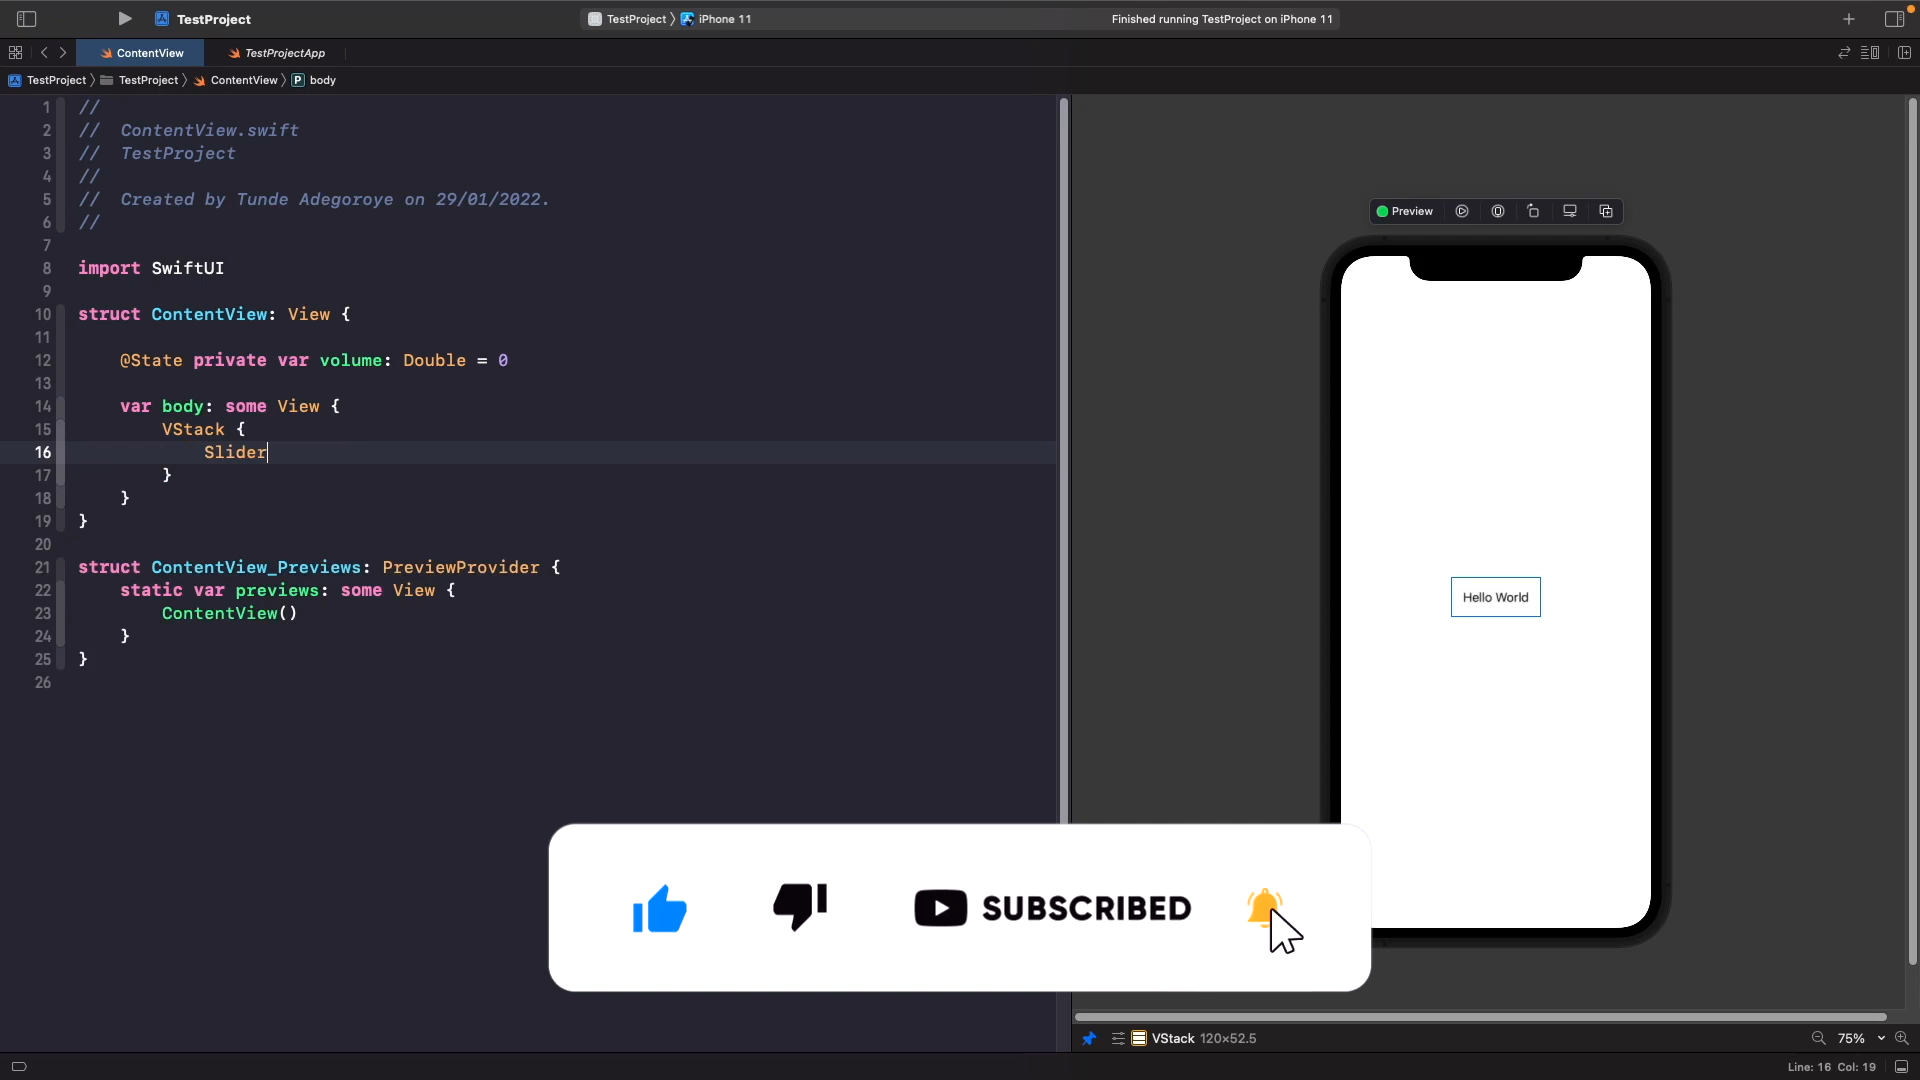 TestProject
TestProject 〉 iPhone 11
Finished running TestProject on iPhone 11
ContentView
TestProjectApp
TestProject 〉 TestProject 〉 ContentView 〉 P body
1 //
2 //  ContentView.swift
3 //  TestProject
4 //
5 //  Created by Tunde Adegoroye on 29/01/2022.
6 //
7
8 import SwiftUI
9
10 struct ContentView: View {
11
12     @State private var volume: Double = 0
13
14     var body: some View {
15         VStack {
16             Slider
17         }
18     }
19 }
20
21 struct ContentView_Previews: PreviewProvider {
22     static var previews: some View {
23         ContentView()
24     }
25 }
26
Preview
Hello World
SUBSCRIBED
VStack 120×52.5
75%
Line: 16 Col: 19